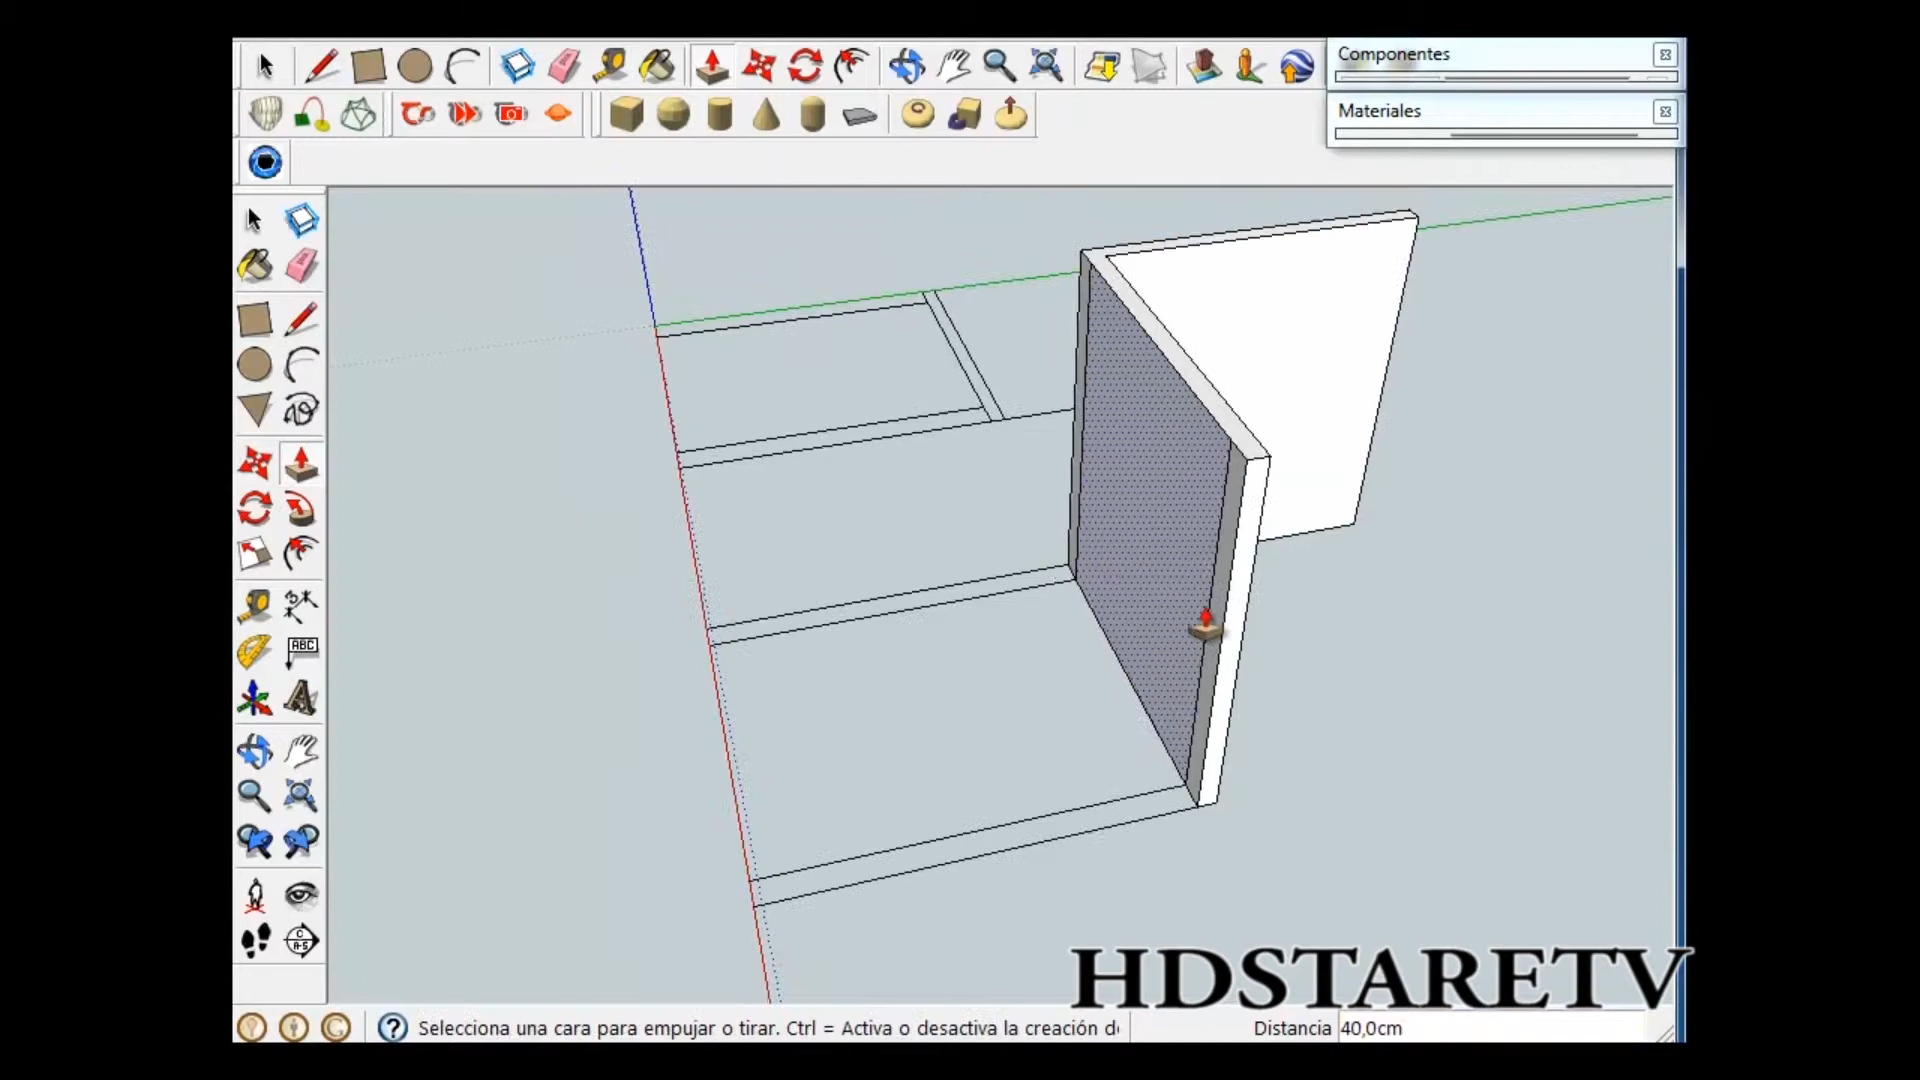 Componentes
Materiales
ABC
HDSTARETV
Selecciona una cara para empujar o tirar. Ctrl = Activa o desactiva la creación d
Distancia 40,0cm